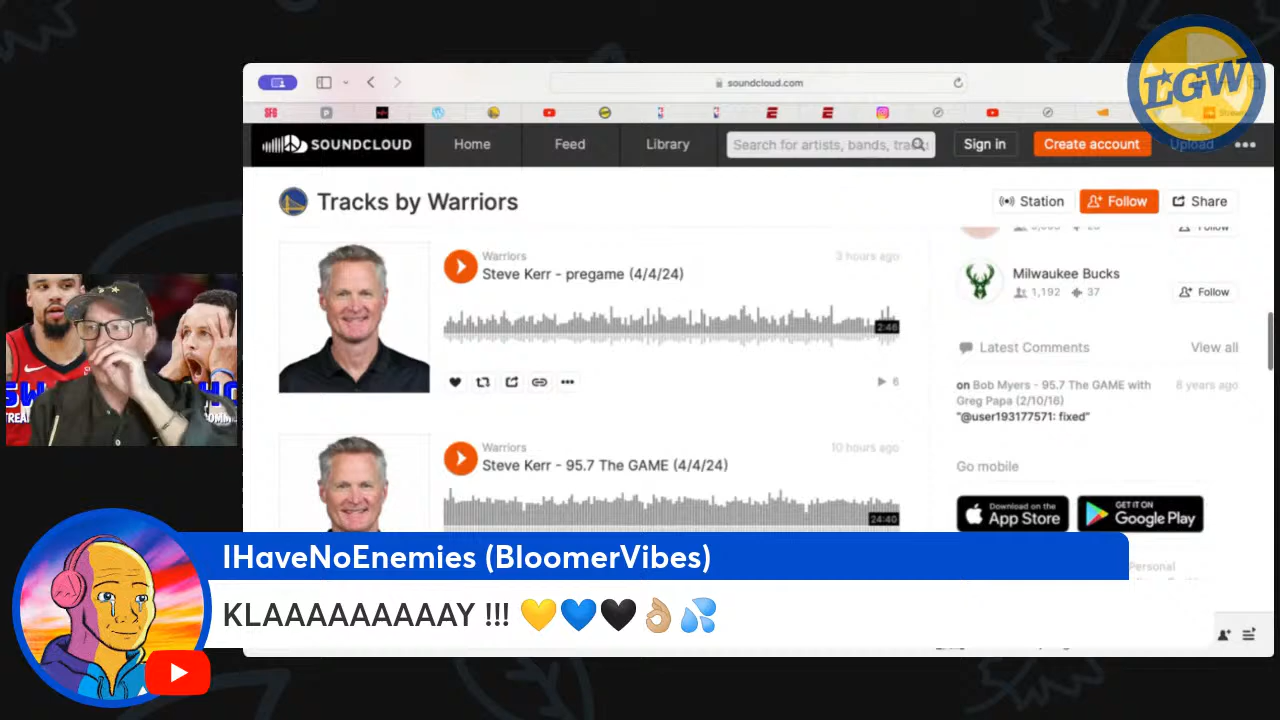 LGW
soundcloud.com
SOUNDCLOUD
Home
Feed
Library
Search for artists, bands, tracks
Sign in
Create account
Upload
Tracks by Warriors
Station
Follow
Share
Warriors
3 hours ago
Steve Kerr - pregame (4/4/24)
2:46
6
Warriors
10 hours ago
Steve Kerr - 95.7 The GAME (4/4/24)
24:40
Follow
Milwaukee Bucks
1,192 37
Follow
Latest Comments
View all
on Bob Myers - 95.7 The GAME with
8 years ago
Greg Papa (2/10/16)
"@user193177571: fixed"
Go mobile
Download on the
App Store
GET IT ON
Google Play
Personal
IHaveNoEnemies (BloomerVibes)
KLAAAAAAAAAY !!! 💛💙🖤👌🏼💦